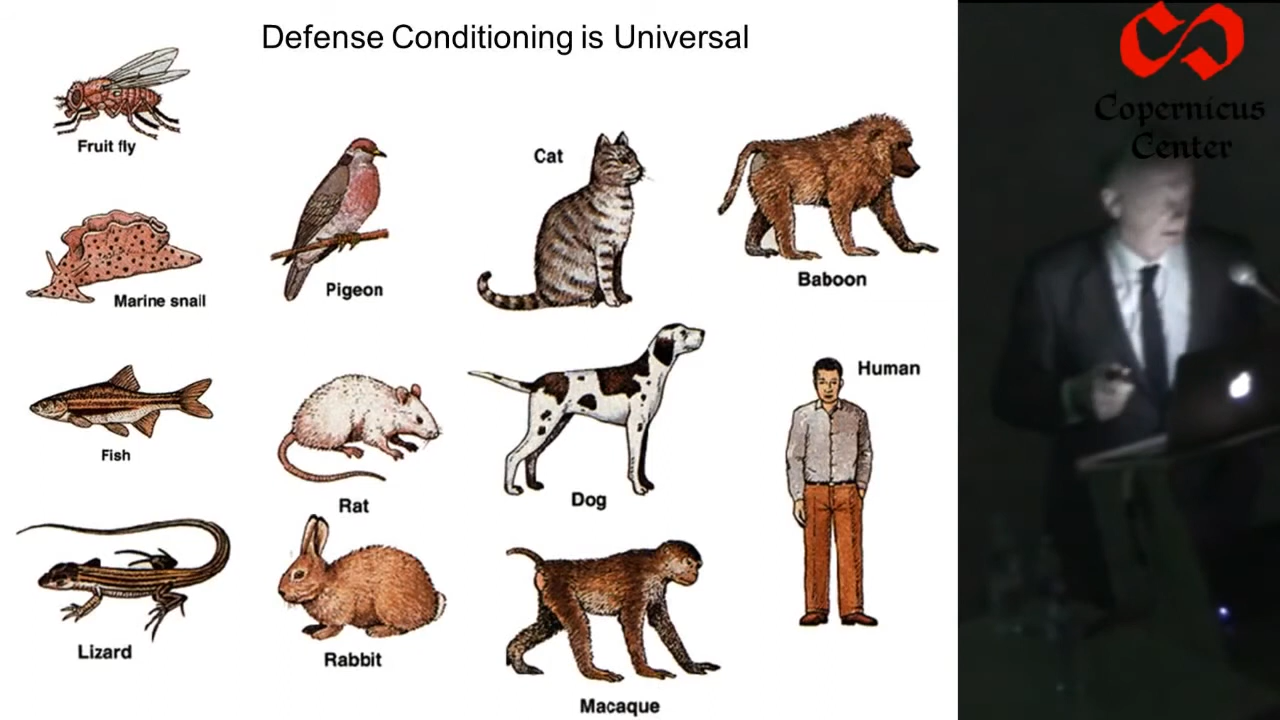 Defense Conditioning is Universal
Fruit fly
Marine snail
Fish
Lizard
Pigeon
Rat
Rabbit
Cat
Dog
Macaque
Baboon
Human
Copernicus
Center